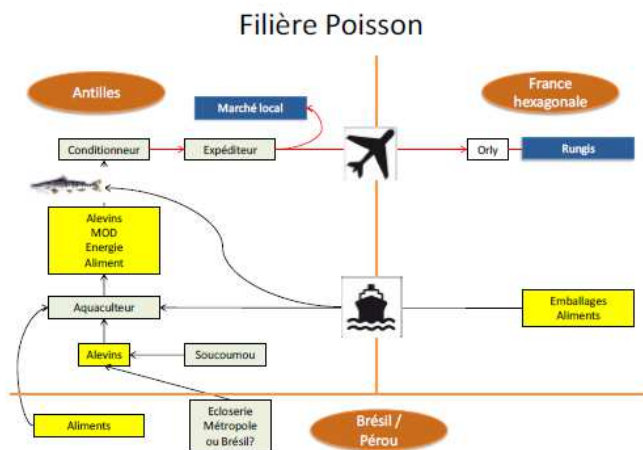 Filière Poisson
Antilles
France
hexagonale
Marché local
Conditionneur
Expéditeur
Orly
Rungis
Alevins
MOD
Energie
Aliment
Aquaculteur
Emballages
Aliments
Alevins
Soucoumou
Aliments
Ecloserie
Métropole
ou Brésil?
Brésil /
Pérou